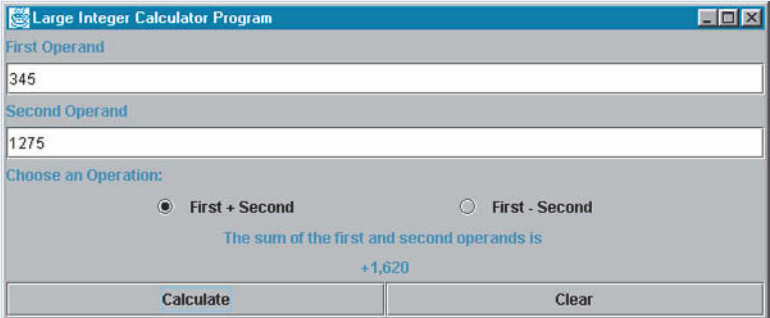 Large Integer Calculator Program
First Operand
345
Second Operand
1275
Choose an Operation:
First + Second First - Second
The sum of the first and second operands is
+1,620
Calculate Clear